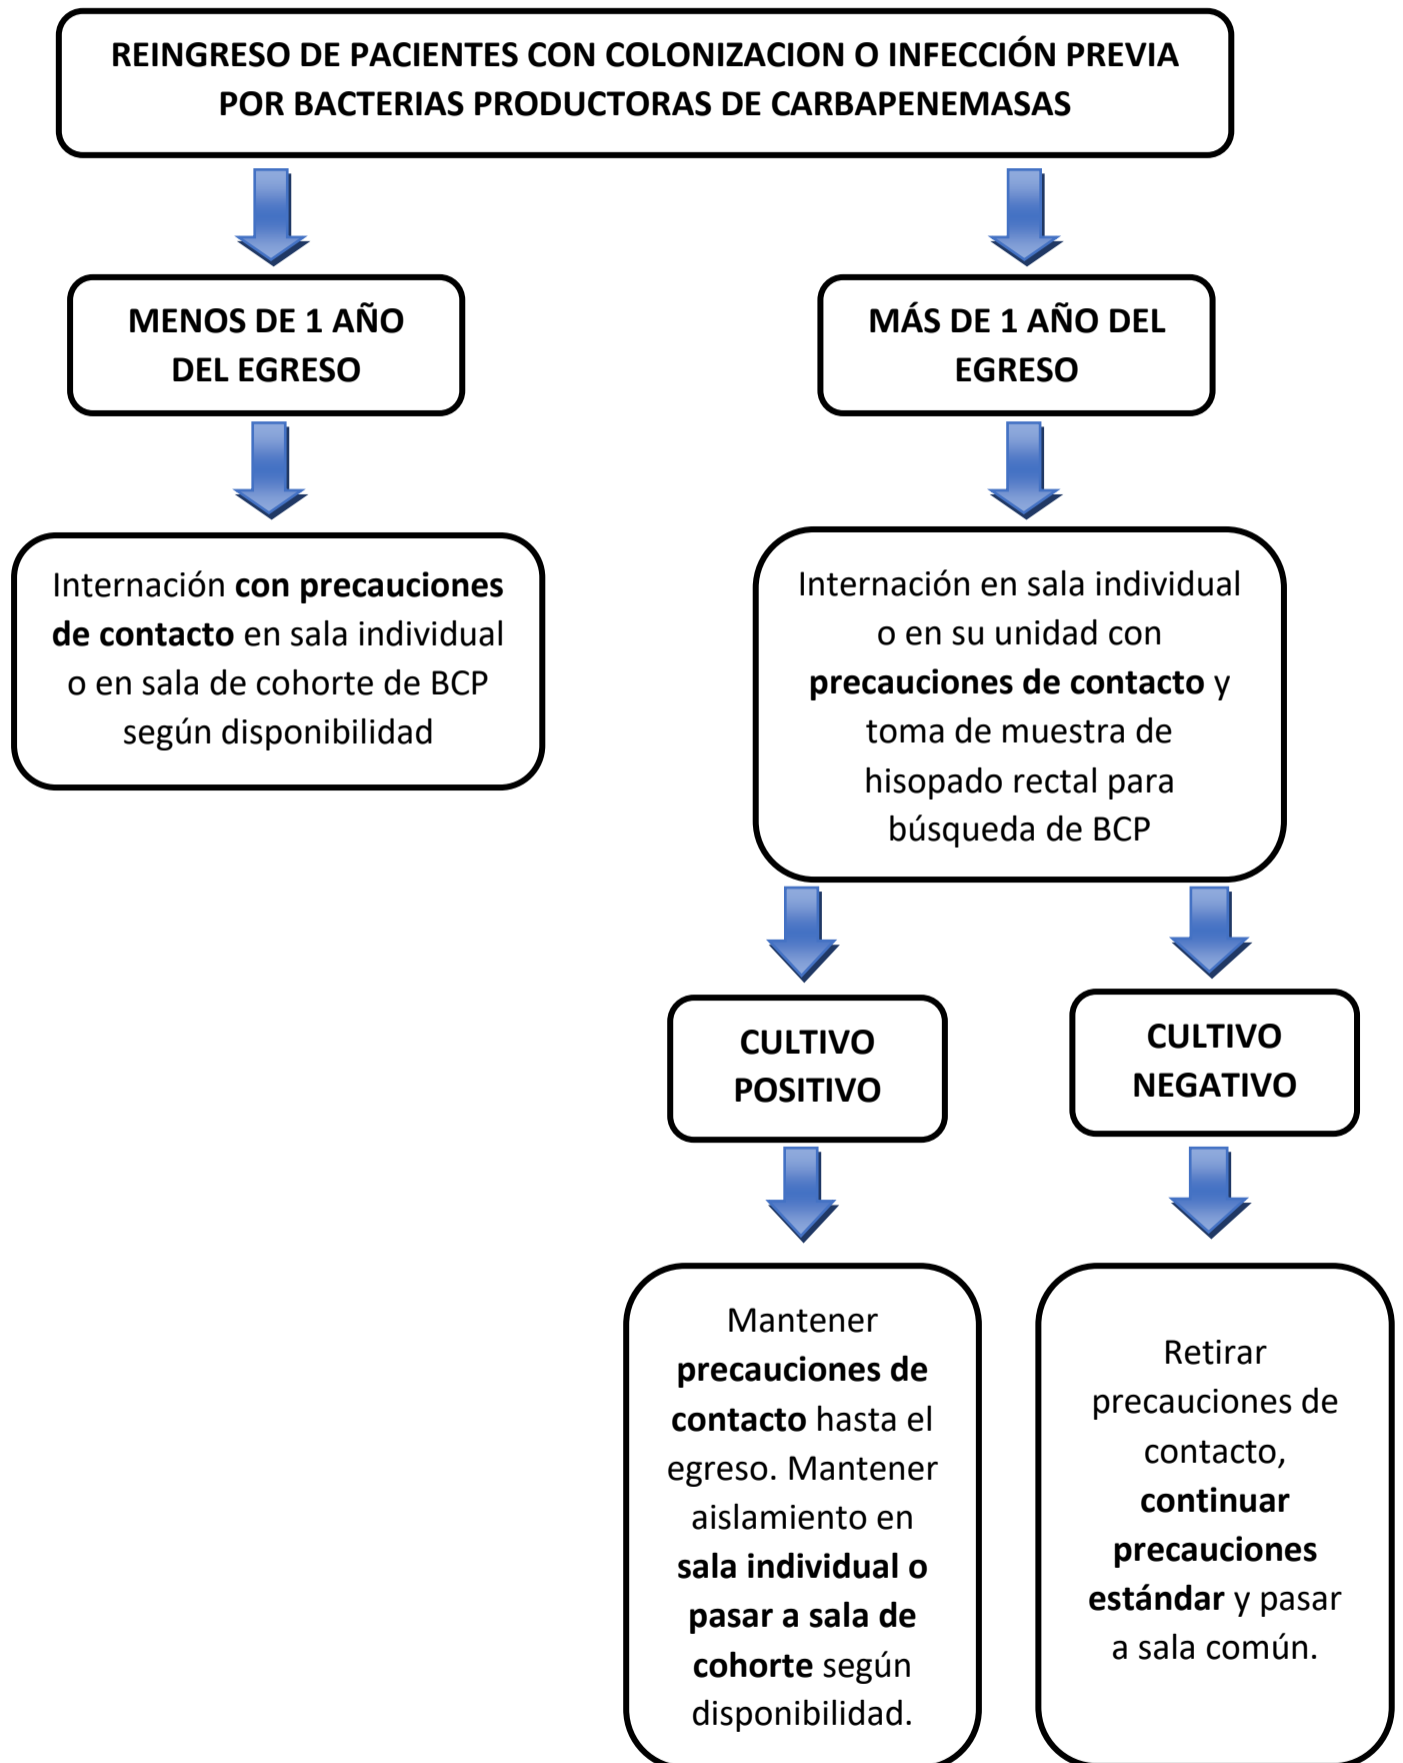 REINGRESO DE PACIENTES CON COLONIZACION O INFECCIÓN PREVIA
POR BACTERIAS PRODUCTORAS DE CARBAPENEMASAS
MENOS DE 1 AÑO
DEL EGRESO
Internación con precauciones
de contacto en sala individual
o en sala de cohorte de BCP
según disponibilidad
MÁS DE 1 AÑO DEL
EGRESO
Internación en sala individual
o en su unidad con
precauciones de contacto y
toma de muestra de
hisopado rectal para
búsqueda de BCP
CULTIVO
POSITIVO
Mantener
precauciones de
contacto hasta el
egreso. Mantener
aislamiento en
sala individual o
pasar a sala de
cohorte según
disponibilidad.
CULTIVO
NEGATIVO
Retirar
precauciones de
contacto,
continuar
precauciones
estándar y pasar
a sala común.